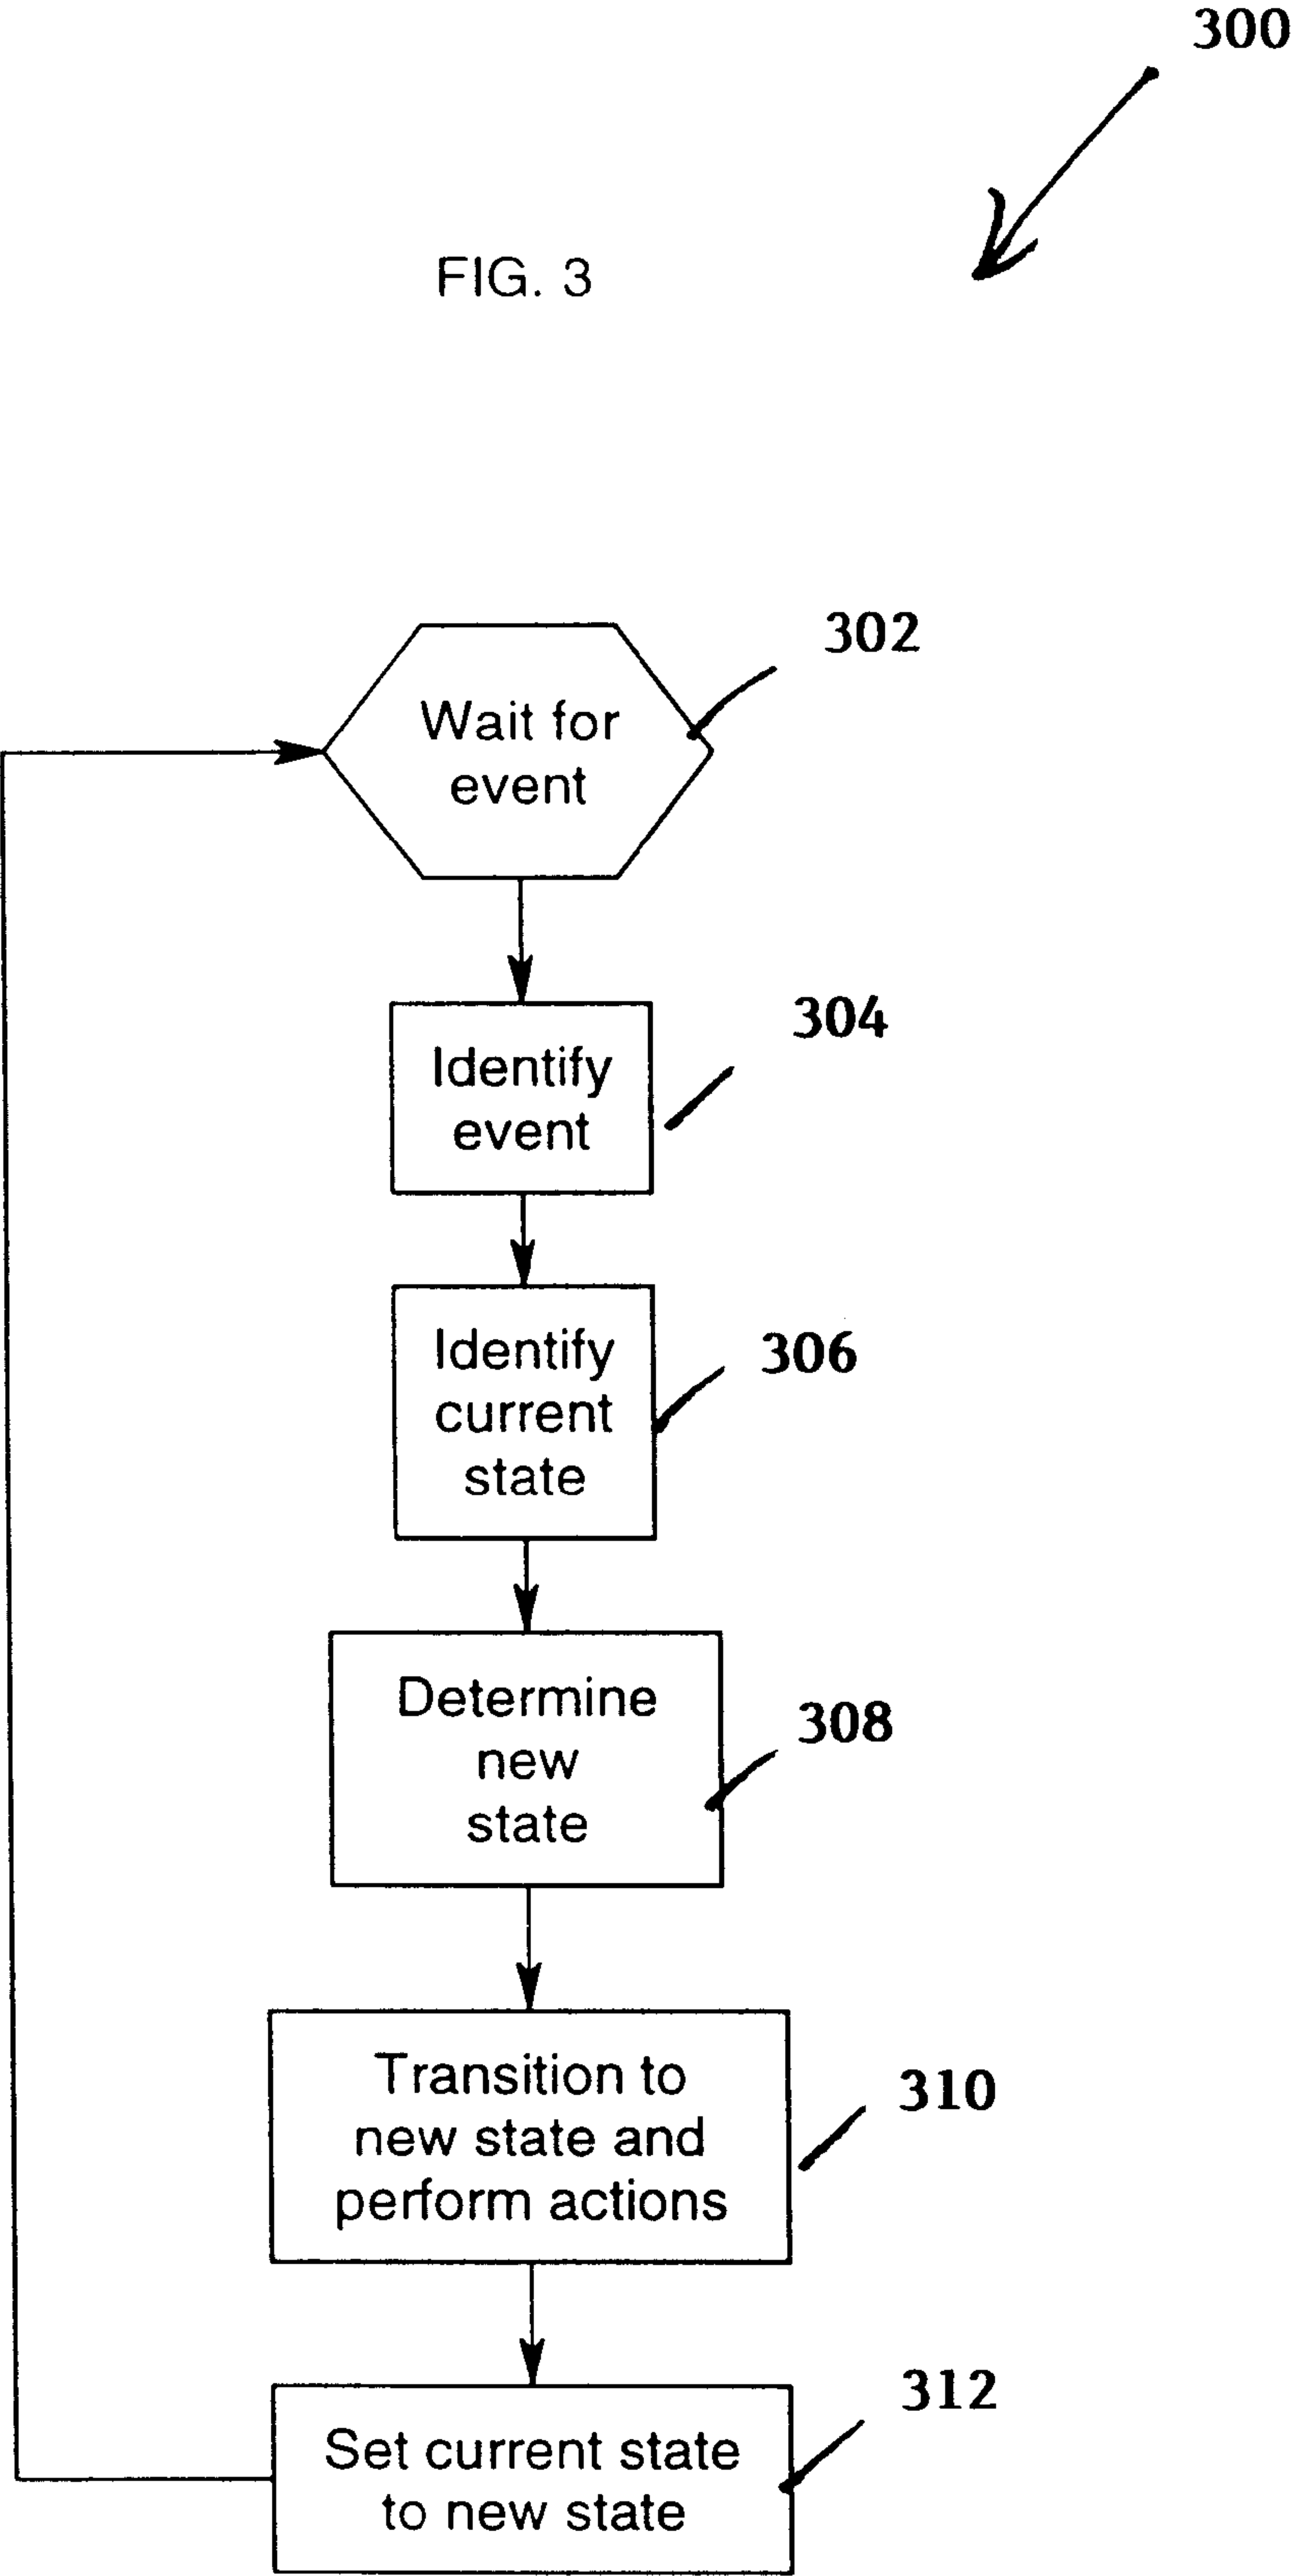 300
FIG. 3
302
Wait for
event
304
Identify
event
306
Identify
current
state
308
Determine
new
state
310
Transition to
new state and
perform actions
312
Set current state
to new state